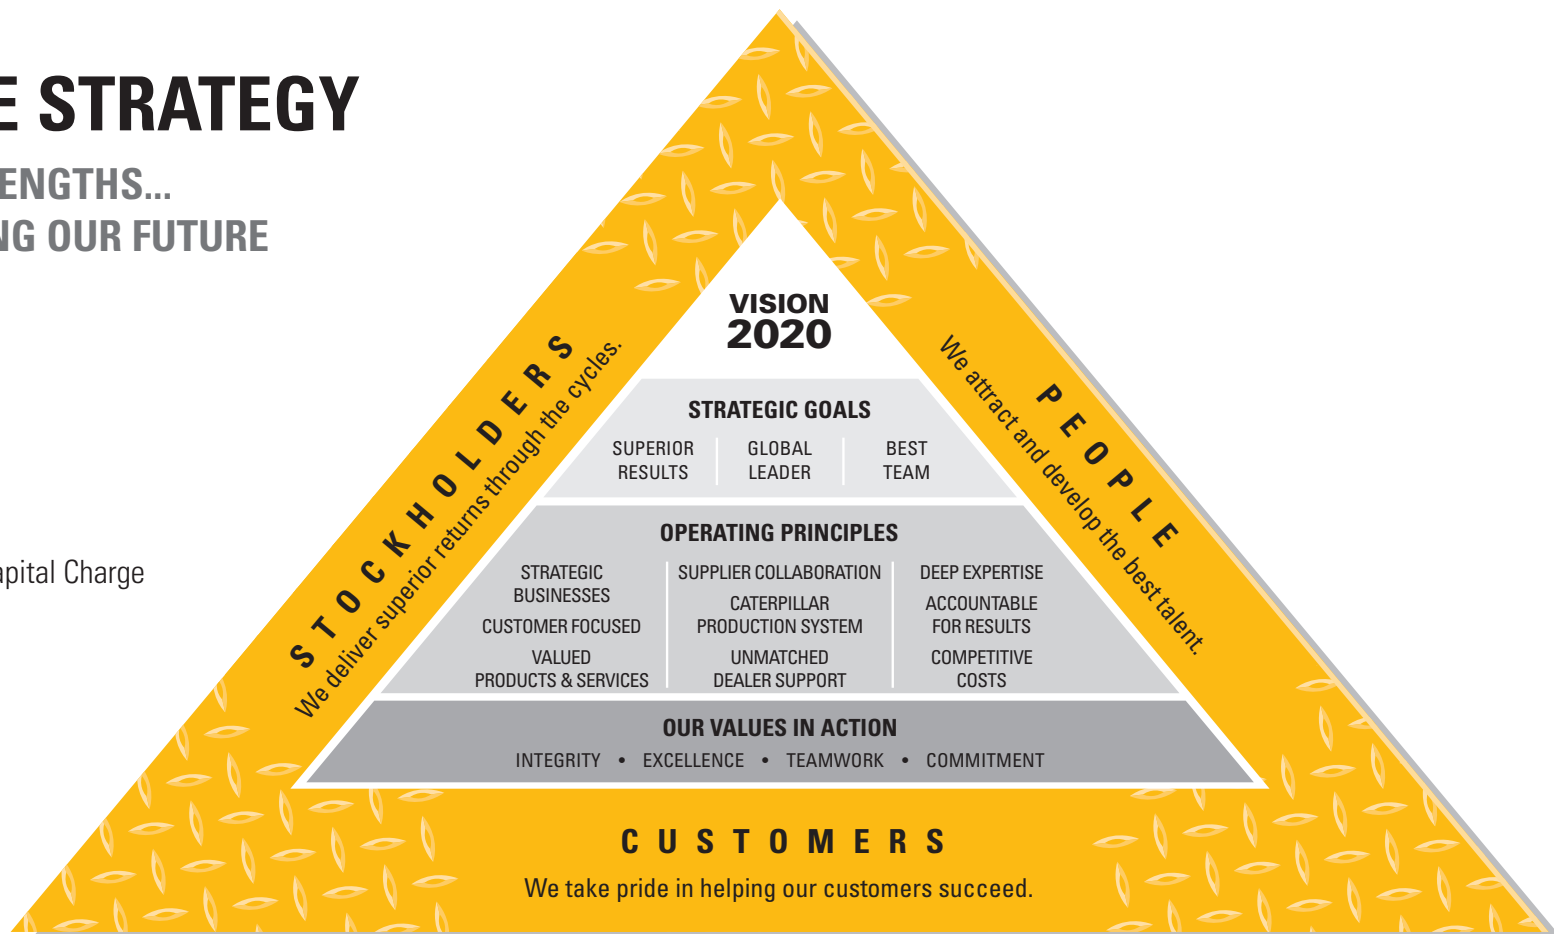 E STRATEGY
ENGTHS...
NG OUR FUTURE
apital Charge
STOCKHOLDERS
We deliver superior returns through the cycles.
PEOPLE
We attract and develop the best talent.
VISION
2020
STRATEGIC GOALS
SUPERIOR
RESULTS
GLOBAL
LEADER
BEST
TEAM
OPERATING PRINCIPLES
STRATEGIC
BUSINESSES
CUSTOMER FOCUSED
VALUED
PRODUCTS & SERVICES
SUPPLIER COLLABORATION
CATERPILLAR
PRODUCTION SYSTEM
UNMATCHED
DEALER SUPPORT
DEEP EXPERTISE
ACCOUNTABLE
FOR RESULTS
COMPETITIVE
COSTS
OUR VALUES IN ACTION
INTEGRITY • EXCELLENCE • TEAMWORK • COMMITMENT
CUSTOMERS
We take pride in helping our customers succeed.